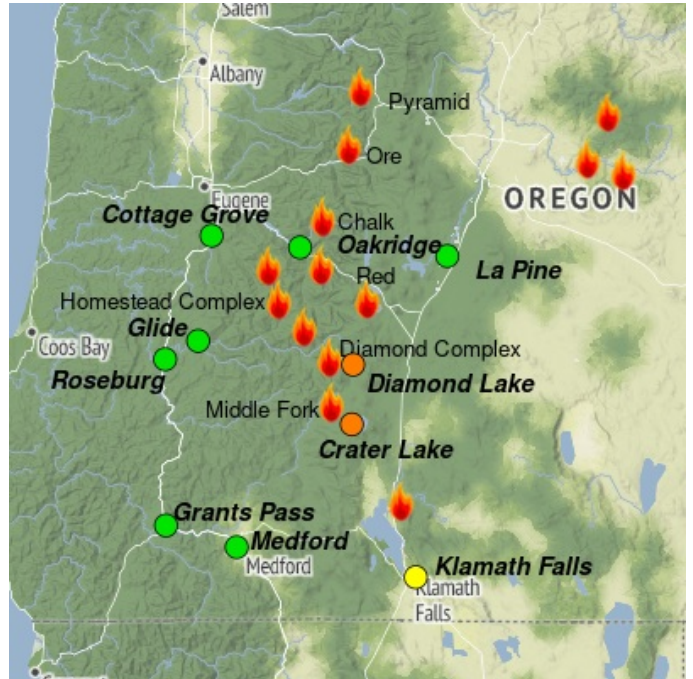 Salem
Albany
Pyramid
Ore
Eugene
OREGON
Cottage Grove
Chalk
Oakridge
La Pine
Red
Homestead Complex
Glide
Coos Bay
Diamond Complex
Roseburg
Diamond Lake
Middle Fork
Crater Lake
Grants Pass
Medford
Medford
Klamath Falls
Klamath
Falls